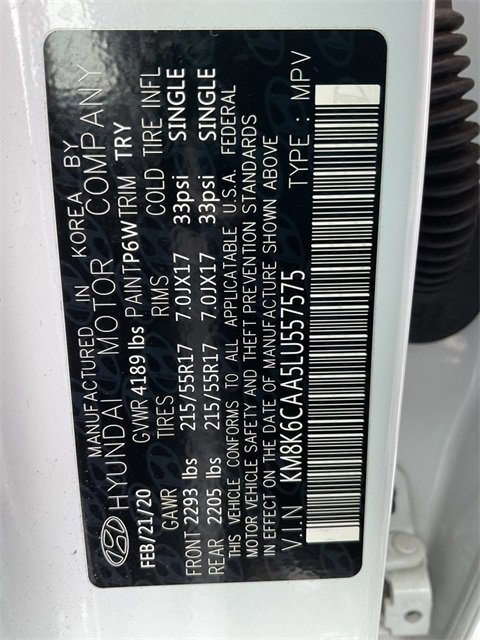 MANUFACTURED IN KOREA BY
HYUNDAI MOTOR COMPANY
FEB/21/20 GVWR 4189 lbs PAINT P6W TRIM TRY
GAWR TIRES RIMS COLD TIRE INFL
FRONT 2293 lbs 215/55R17 7.0JX17 33psi SINGLE
REAR 2205 lbs 215/55R17 7.0JX17 33psi SINGLE
THIS VEHICLE CONFORMS TO ALL APPLICABLE U.S.A. FEDERAL
MOTOR VEHICLE SAFETY AND THEFT PREVENTION STANDARDS
IN EFFECT ON THE DATE OF MANUFACTURE SHOWN ABOVE
V.I.N KM8K6CAA5LU557575 TYPE : MPV